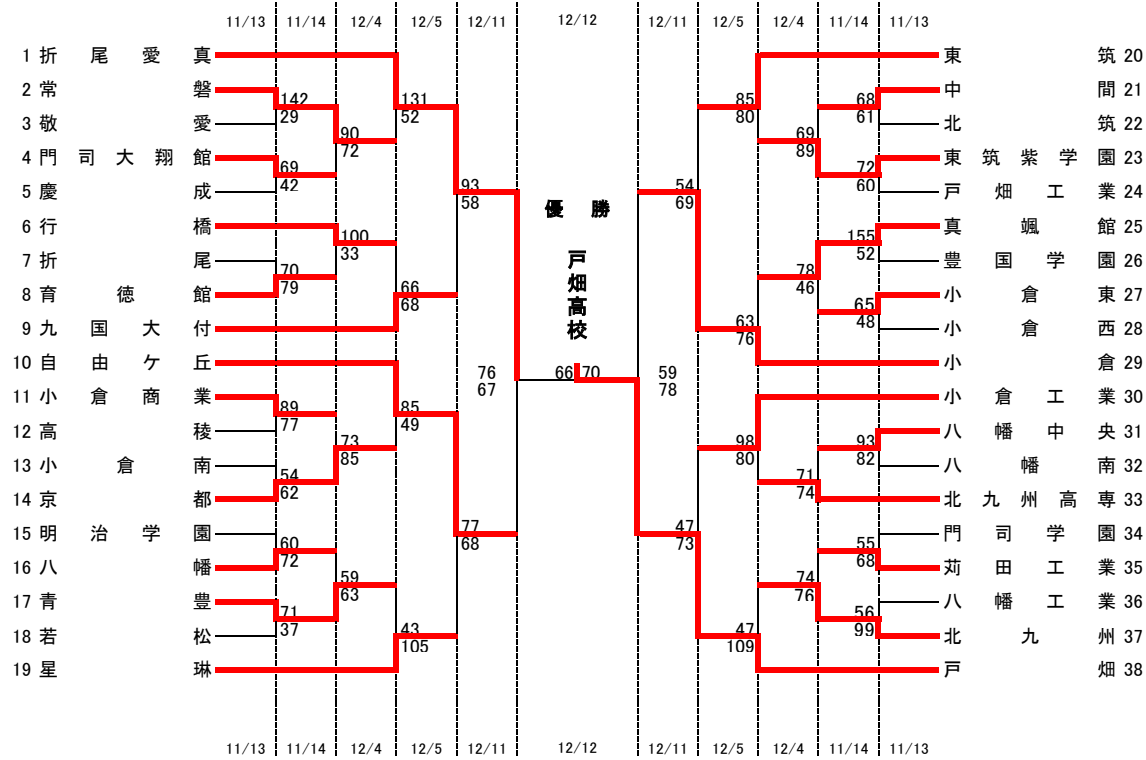 11/13 11/14 12/4 12/5 12/11 12/12 12/11 12/5 12/4 11/14 11/13
1 折尾愛真
2 常磐
3 敬愛
4 門司大翔館
5 慶成
6 行橋
7 折尾
8 育徳館
9 九国大付
10 自由ケ丘
11 小倉商業
12 高稜
13 小倉南
14 京都
15 明治学園
16 八幡
17 青豊
18 若松
19 星琳
142
29
69
42
70
79
89
77
54
62
60
72
71
37
90
72
100
33
73
85
59
63
131
52
66
68
85
49
43
105
93
58
77
68
76
67
優勝
戸畑高校
66 70
59
78
54
69
47
73
85
80
63
76
98
80
47
109
69
89
78
46
71
74
74
76
68
61
72
60
155
52
65
48
93
82
55
68
56
99
東筑 20
中間 21
北筑 22
東筑紫学園 23
戸畑工業 24
真颯館 25
豊国学園 26
小倉東 27
小倉西 28
小倉 29
小倉工業 30
八幡中央 31
八幡南 32
北九州高専 33
門司学園 34
苅田工業 35
八幡工業 36
北九州 37
戸畑 38
11/13 11/14 12/4 12/5 12/11 12/12 12/11 12/5 12/4 11/14 11/13